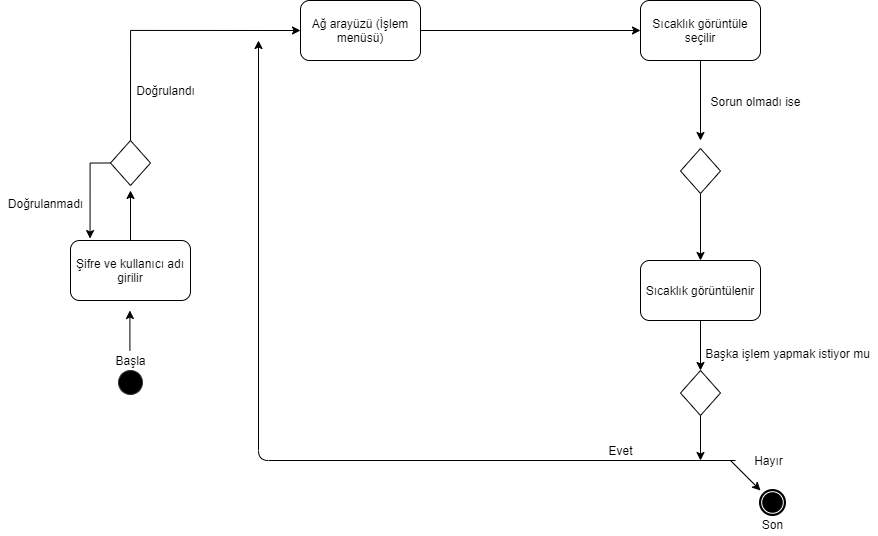 Ağ arayüzü (İşlem
menüsü)
Sıcaklık görüntüle
seçilir
Doğrulandı
Sorun olmadı ise
Doğrulanmadı
Şifre ve kullanıcı adı
girilir
Sıcaklık görüntülenir
Başla
Başka işlem yapmak istiyor mu
Evet
Hayır
Son